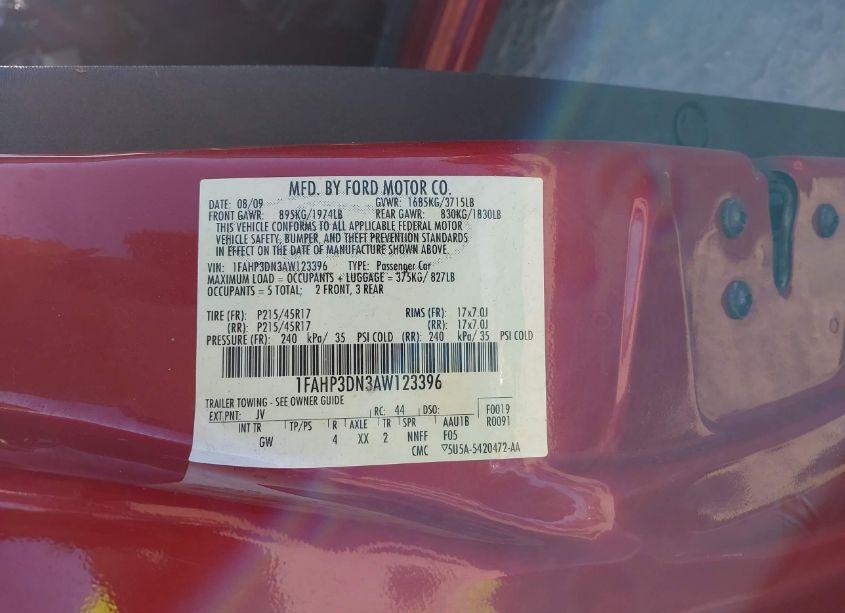 MFD. BY FORD MOTOR CO.
DATE: 08/09 GVWR: 1685KG/3715LB
FRONT GAWR: 895KG/1974LB REAR GAWR: 830KG/1830LB
THIS VEHICLE CONFORMS TO ALL APPLICABLE FEDERAL MOTOR
VEHICLE SAFETY, BUMPER, AND THEFT PREVENTION STANDARDS
IN EFFECT ON THE DATE OF MANUFACTURE SHOWN ABOVE.
VIN: 1FAHP3DN3AW123396 TYPE: Passenger Car
MAXIMUM LOAD = OCCUPANTS + LUGGAGE = 375KG/ 827LB
OCCUPANTS = 5 TOTAL; 2 FRONT, 3 REAR
TIRE (FR): P215/45R17 RIMS (FR): 17x7.0J
(RR): P215/45R17 (RR): 17x7.0J
PRESSURE (FR): 240 kPa/ 35 PSI COLD (RR): 240 kPa/35 PSI COLD
1FAHP3DN3AW123396
TRAILER TOWING - SEE OWNER GUIDE
EXT PNT: JV RC: 44 DSO: F0019
INT TR TP/PS R AXLE TR SPR AAU1B R0091
GW 4 XX 2 NNFF F05
CMC ▽5U5A-5420472-AA